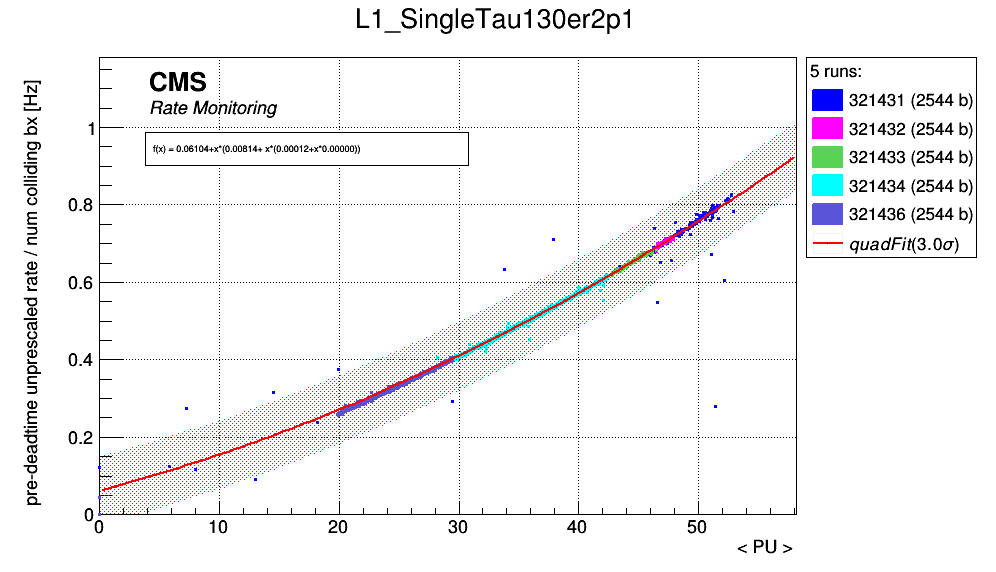 L1_SingleTau130er2p1
pre-deadtime unprescaled rate / num colliding bx [Hz]
CMS
Rate Monitoring
f(x) = 0.06104+x*(0.00814+ x*(0.00012+x*0.00000))
1
0.8
0.6
0.4
0.2
0
0 10 20 30 40 50
< PU >
5 runs:
321431 (2544 b)
321432 (2544 b)
321433 (2544 b)
321434 (2544 b)
321436 (2544 b)
quadFit(3.0σ)